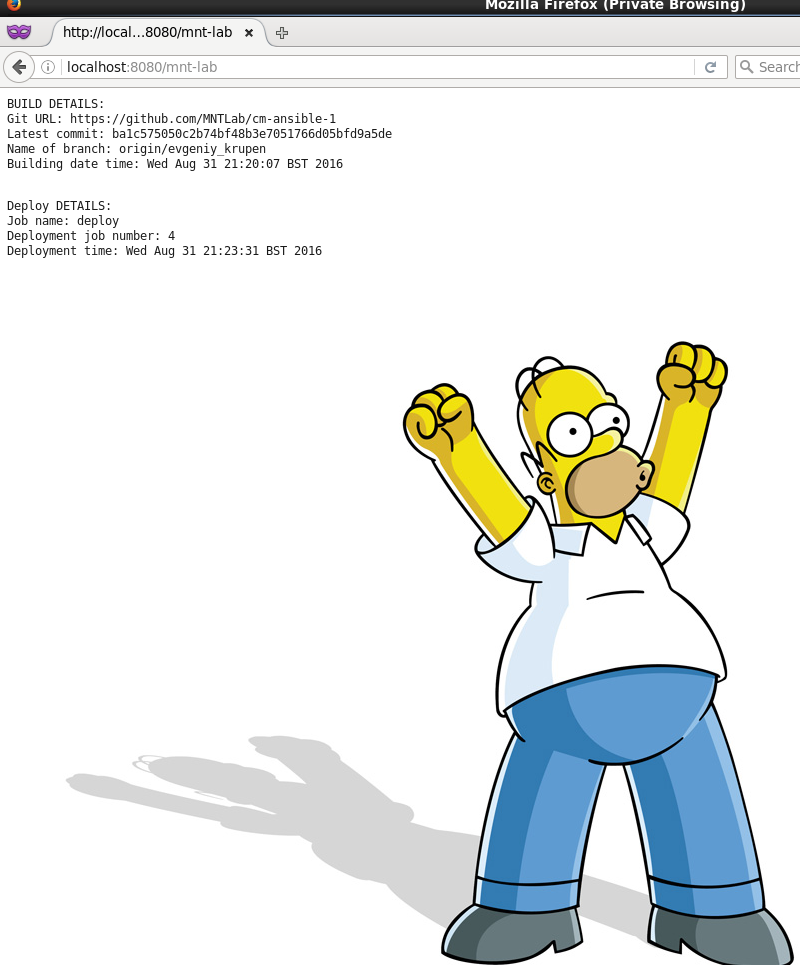 Mozilla Firefox (Private Browsing)
http://local...8080/mnt-lab
localhost:8080/mnt-lab
Search
BUILD DETAILS:
Git URL: https://github.com/MNTLab/cm-ansible-1
Latest commit: ba1c575050c2b74bf48b3e7051766d05bfd9a5de
Name of branch: origin/evgeniy_krupen
Building date time: Wed Aug 31 21:20:07 BST 2016
Deploy DETAILS:
Job name: deploy
Deployment job number: 4
Deployment time: Wed Aug 31 21:23:31 BST 2016